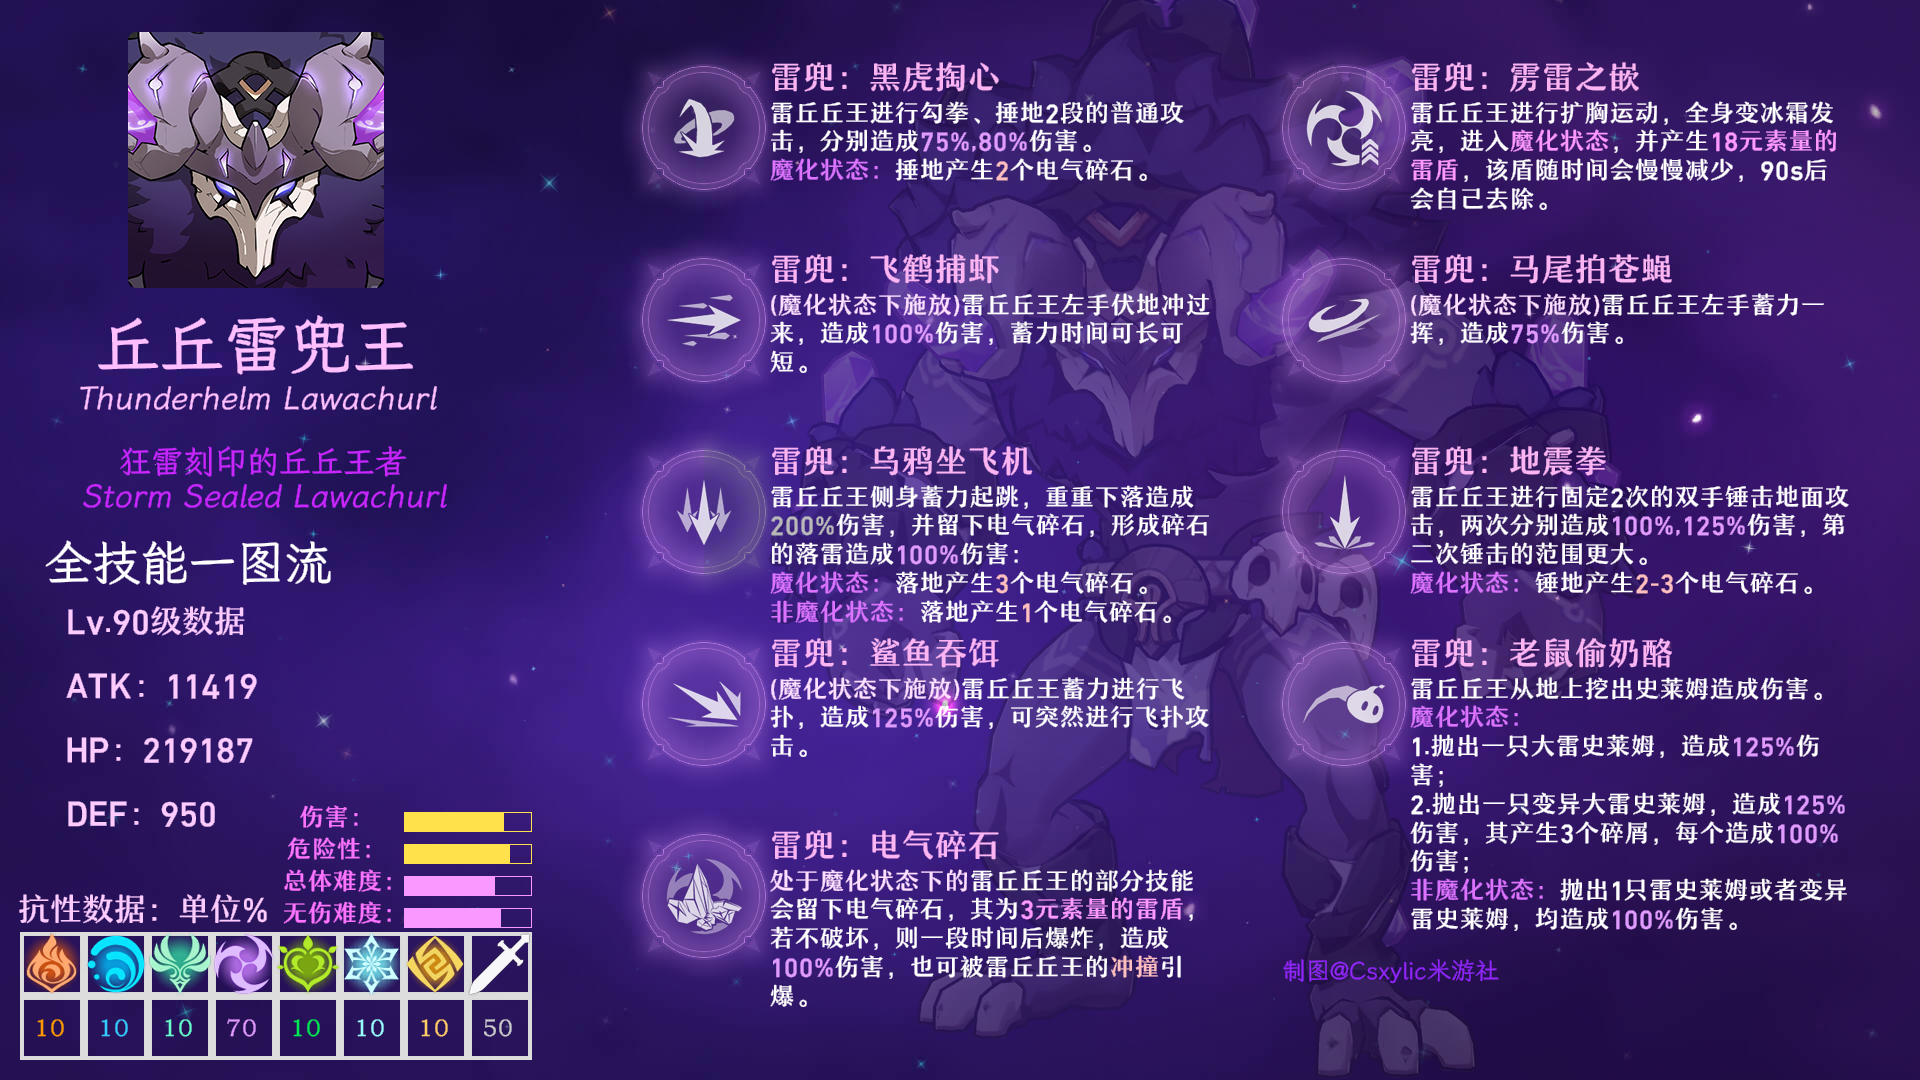 丘丘雷兜王
Thunderhelm Lawachurl
狂雷刻印的丘丘王者
Storm Sealed Lawachurl
全技能一图流
Lv.90级数据
ATK：11419
HP：219187
DEF：950
伤害：
危险性：
总体难度：
无伤难度：
抗性数据：单位%
10 10 10 70 10 10 10 50
雷兜：黑虎掏心
雷丘丘王进行勾拳、捶地2段的普通攻
击，分别造成75%,80%伤害。
魔化状态：捶地产生2个电气碎石。
雷兜：飞鹤捕虾
(魔化状态下施放)雷丘丘王左手伏地冲过
来，造成100%伤害，蓄力时间可长可
短。
雷兜：乌鸦坐飞机
雷丘丘王侧身蓄力起跳，重重下落造成
200%伤害，并留下电气碎石，形成碎石
的落雷造成100%伤害：
魔化状态：落地产生3个电气碎石。
非魔化状态：落地产生1个电气碎石。
雷兜：鲨鱼吞饵
(魔化状态下施放)雷丘丘王蓄力进行飞
扑，造成125%伤害，可突然进行飞扑攻
击。
雷兜：电气碎石
处于魔化状态下的雷丘丘王的部分技能
会留下电气碎石，其为3元素量的雷盾，
若不破坏，则一段时间后爆炸，造成
100%伤害，也可被雷丘丘王的冲撞引
爆。
雷兜：雳雷之嵌
雷丘丘王进行扩胸运动，全身变冰霜发
亮，进入魔化状态，并产生18元素量的
雷盾，该盾随时间会慢慢减少，90s后
会自己去除。
雷兜：马尾拍苍蝇
(魔化状态下施放)雷丘丘王左手蓄力一
挥，造成75%伤害。
雷兜：地震拳
雷丘丘王进行固定2次的双手锤击地面攻
击，两次分别造成100%,125%伤害，第
二次锤击的范围更大。
魔化状态：锤地产生2-3个电气碎石。
雷兜：老鼠偷奶酪
雷丘丘王从地上挖出史莱姆造成伤害。
魔化状态：
1.抛出一只大雷史莱姆，造成125%伤
害；
2.抛出一只变异大雷史莱姆，造成125%
伤害，其产生3个碎屑，每个造成100%
伤害；
非魔化状态：抛出1只雷史莱姆或者变异
雷史莱姆，均造成100%伤害。
制图@Csxylic米游社